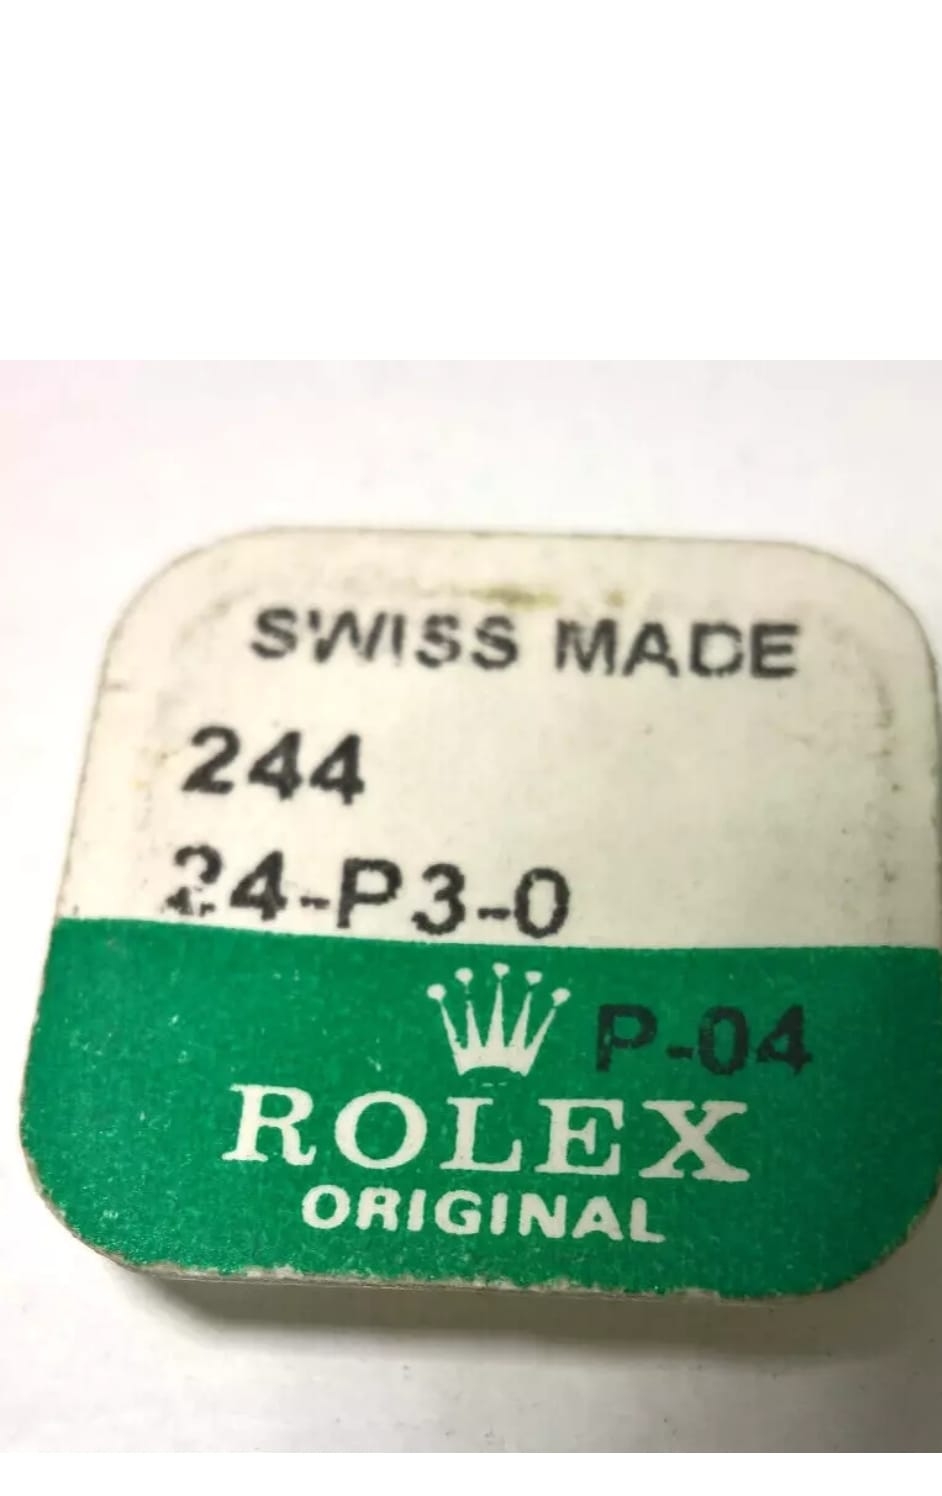 SWISS MADE
244
24-P3-0
P-04
ROLEX
ORIGINAL